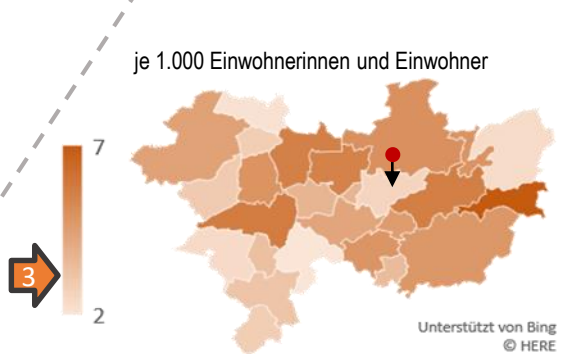 je 1.000 Einwohnerinnen und Einwohner
7
3
2
Unterstützt von Bing
© HERE